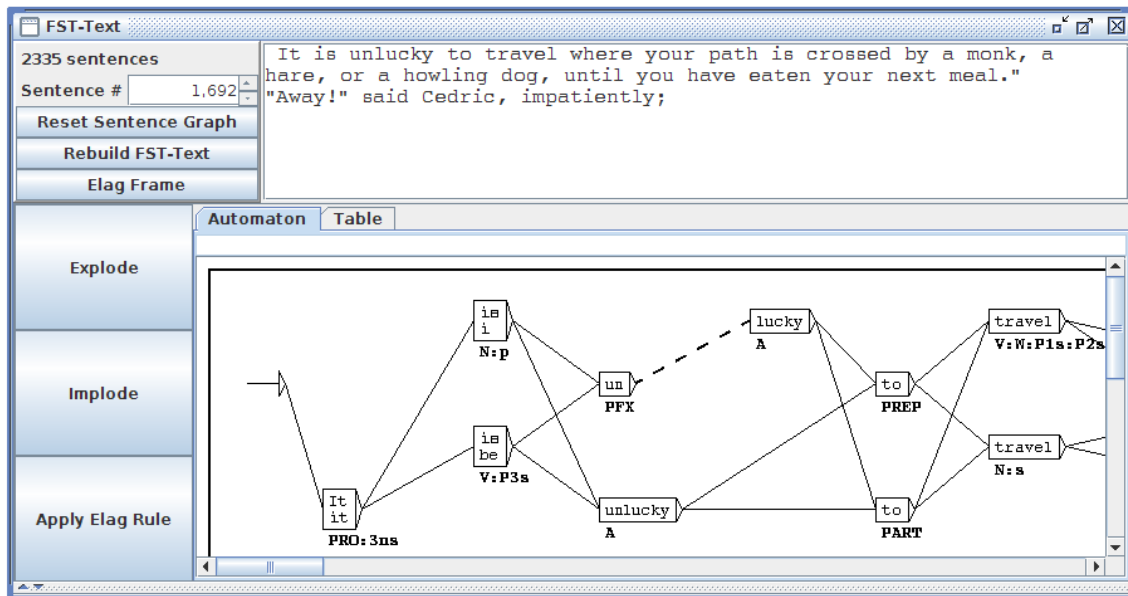 FST-Text
2335 sentences
Sentence # 1,692
Reset Sentence Graph
Rebuild FST-Text
Elag Frame
It is unlucky to travel where your path is crossed by a monk, a
hare, or a howling dog, until you have eaten your next meal."
"Away!" said Cedric, impatiently;
Explode
Implode
Apply Elag Rule
Automaton Table
is
i
N:p
lucky
A
travel
V:W:P1s:P2s
un
PFX
to
PREP
is
be
V:P3s
travel
N:s
It
it
PRO:3ns
unlucky
A
to
PART